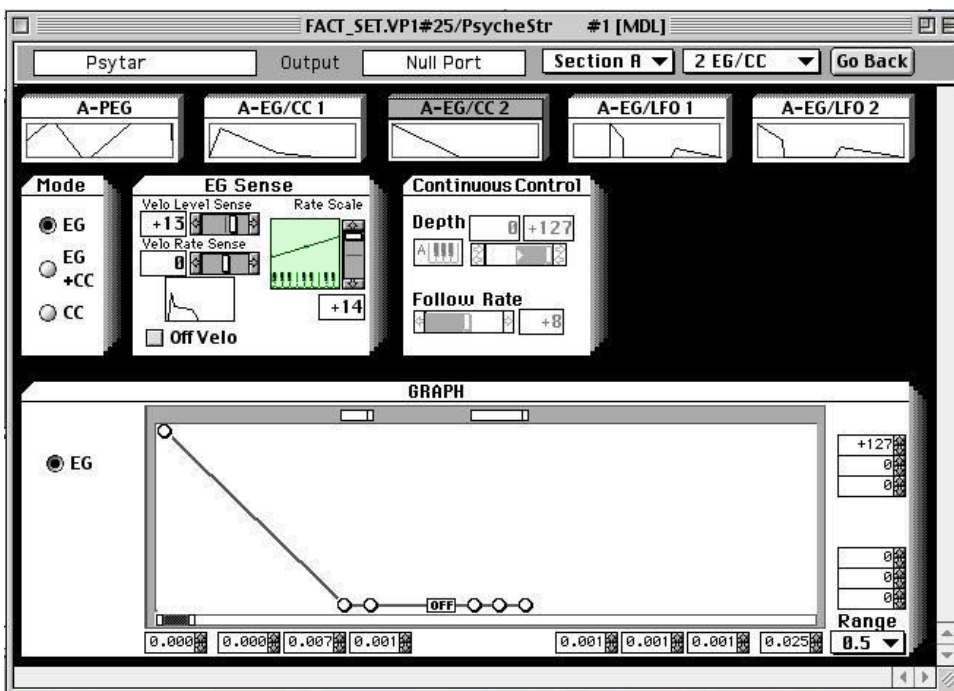 FACT_SET.VP1#25/PsycheStr #1 [MDL]
Psytar Output Null Port Section A 2 EG/CC Go Back
A-PEG A-EG/CC 1 A-EG/CC 2 A-EG/LFO 1 A-EG/LFO 2
Mode
EG
EG
+CC
CC
EG Sense
Velo Level Sense Rate Scale
+13
Velo Rate Sense
0
+14
Off Velo
Continuous Control
Depth 0 +127
A
Follow Rate
+8
GRAPH
EG
OFF
+127
0
0
0
0
0
Range
0.5
0.000 0.000 0.007 0.001 0.001 0.001 0.001 0.025